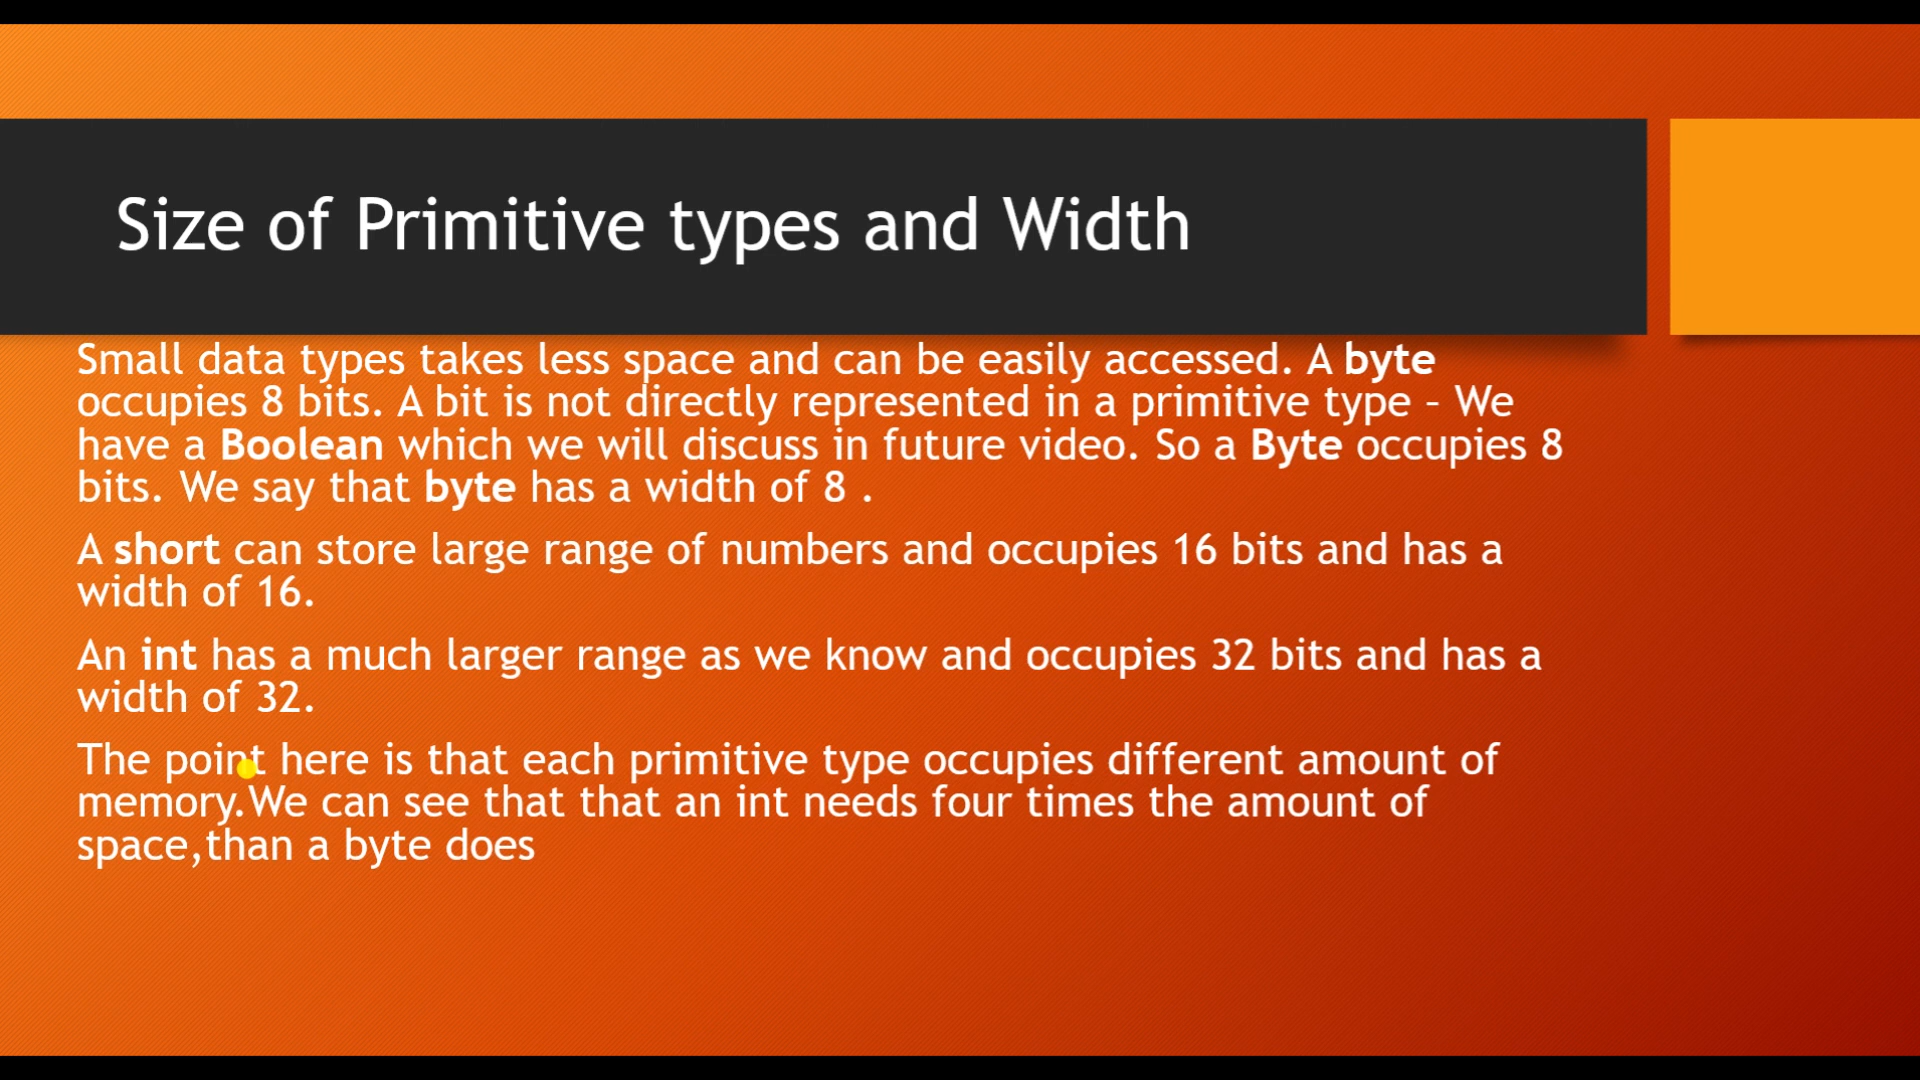 Size of Primitive types and Width
Small data types takes less space and can be easily accessed. A byte
occupies 8 bits. A bit is not directly represented in a primitive type – We
have a Boolean which we will discuss in future video. So a Byte occupies 8
bits. We say that byte has a width of 8 .
A short can store large range of numbers and occupies 16 bits and has a
width of 16.
An int has a much larger range as we know and occupies 32 bits and has a
width of 32.
The point here is that each primitive type occupies different amount of
memory.We can see that that an int needs four times the amount of
space,than a byte does